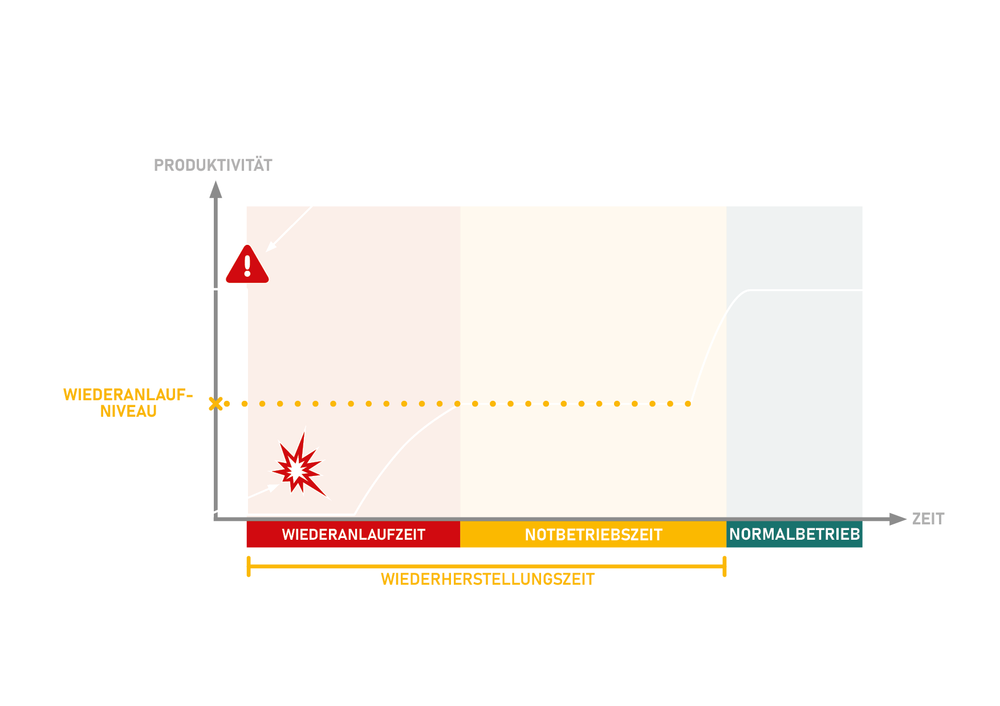 PRODUKTIVITÄT
WIEDERANLAUF-
NIVEAU
ZEIT
WIEDERANLAUFZEIT
NOTBETRIEBSZEIT
NORMALBETRIEB
WIEDERHERSTELLUNGSZEIT